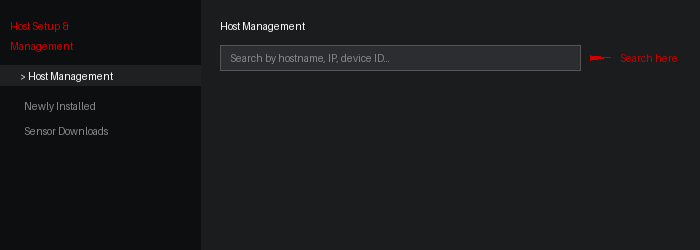 Host Setup &
Management
> Host Management
Newly Installed
Sensor Downloads
Host Management
Search by hostname, IP, device ID...
Search here